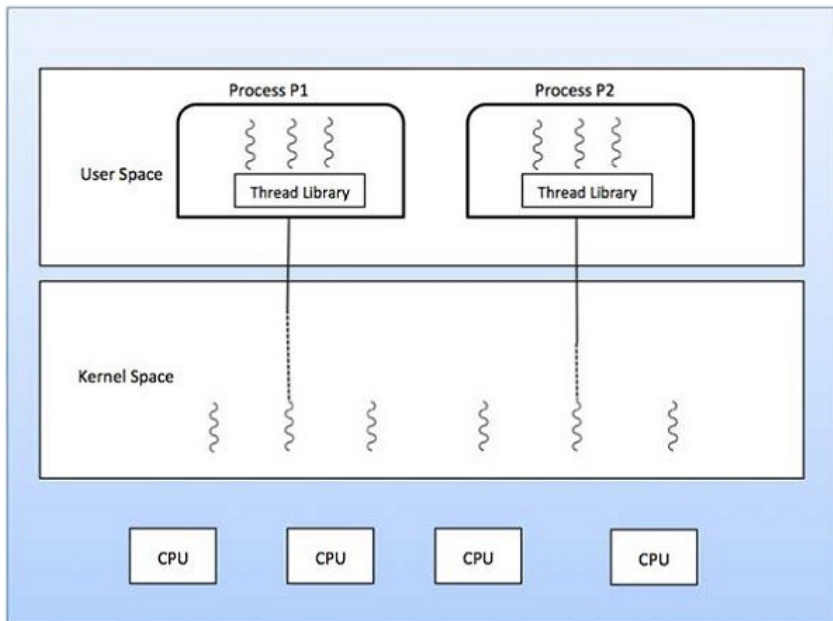 Process P1
Process P2
User Space
Thread Library
Thread Library
Kernel Space
CPU
CPU
CPU
CPU